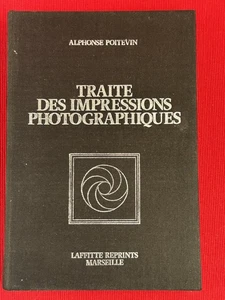 ALPHONSE POITEVIN
TRAITE
DES IMPRESSIONS
PHOTOGRAPHIQUES
LAFFITTE REPRINTS
MARSEILLE